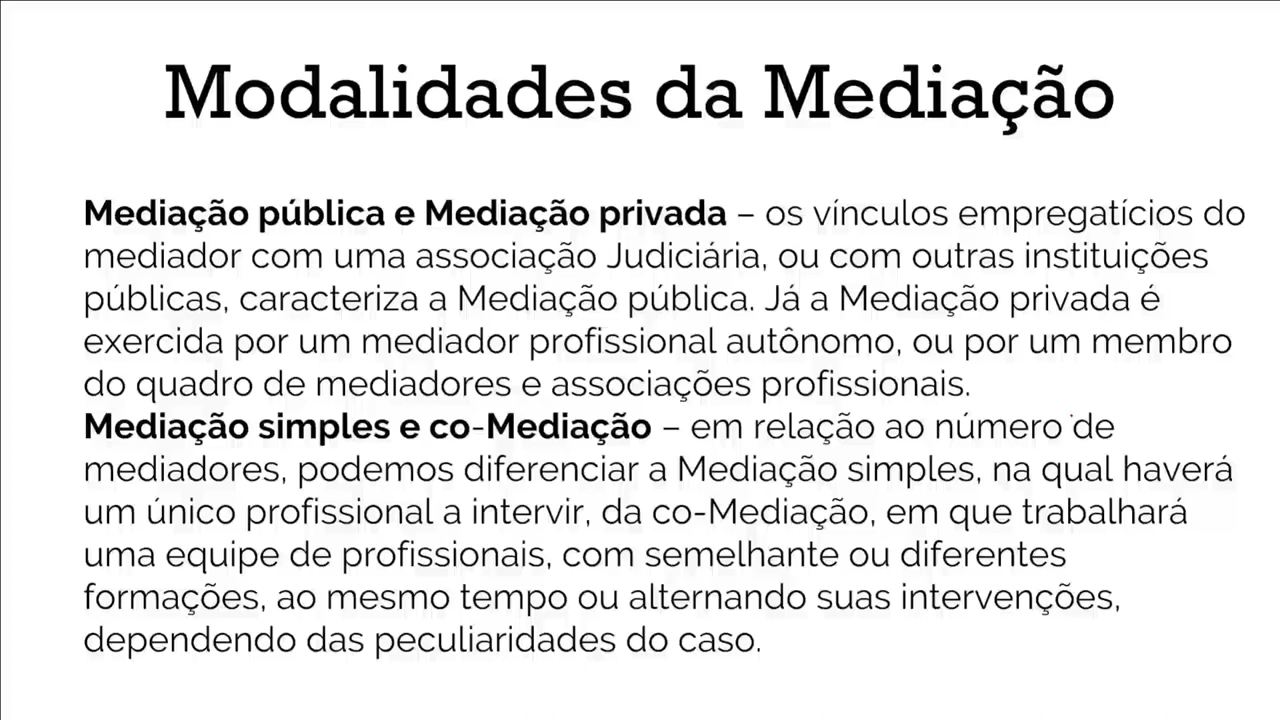 Modalidades da Mediação
Mediação pública e Mediação privada – os vínculos empregatícios do
mediador com uma associação Judiciária, ou com outras instituições
públicas, caracteriza a Mediação pública. Já a Mediação privada é
exercida por um mediador profissional autônomo, ou por um membro
do quadro de mediadores e associações profissionais.
Mediação simples e co-Mediação – em relação ao número de
mediadores, podemos diferenciar a Mediação simples, na qual haverá
um único profissional a intervir, da co-Mediação, em que trabalhará
uma equipe de profissionais, com semelhante ou diferentes
formações, ao mesmo tempo ou alternando suas intervenções,
dependendo das peculiaridades do caso.